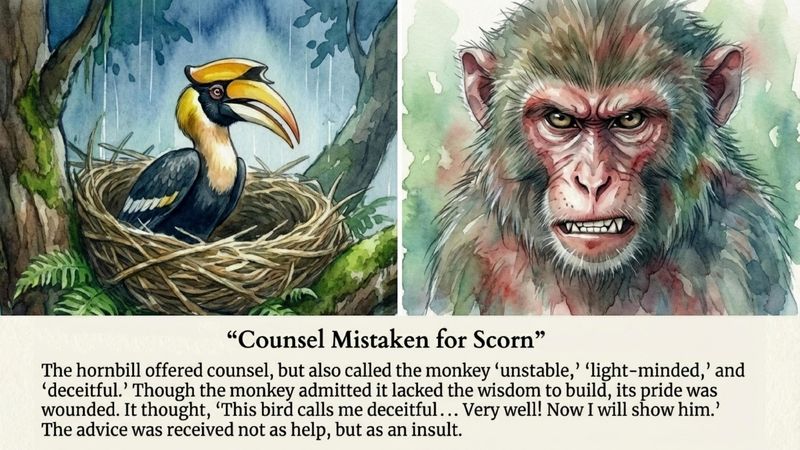 “Counsel Mistaken for Scorn”
The hornbill offered counsel, but also called the monkey ‘unstable,’ ‘light-minded,’ and
‘deceitful.’ Though the monkey admitted it lacked the wisdom to build, its pride was
wounded. It thought, ‘This bird calls me deceitful... Very well! Now I will show him.’
The advice was received not as help, but as an insult.